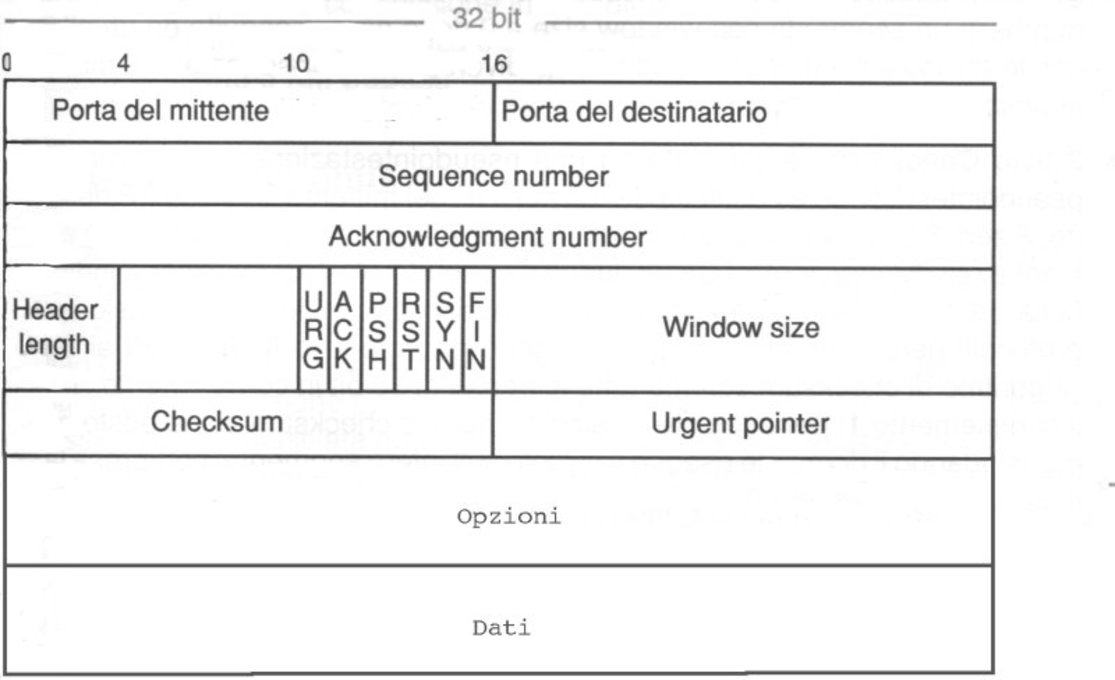 32 bit
0 4 10 16
Porta del mittente Porta del destinatario
Sequence number
Acknowledgment number
Header length URG ACK PSH RST SYN FIN Window size
Checksum Urgent pointer
Opzioni
Dati